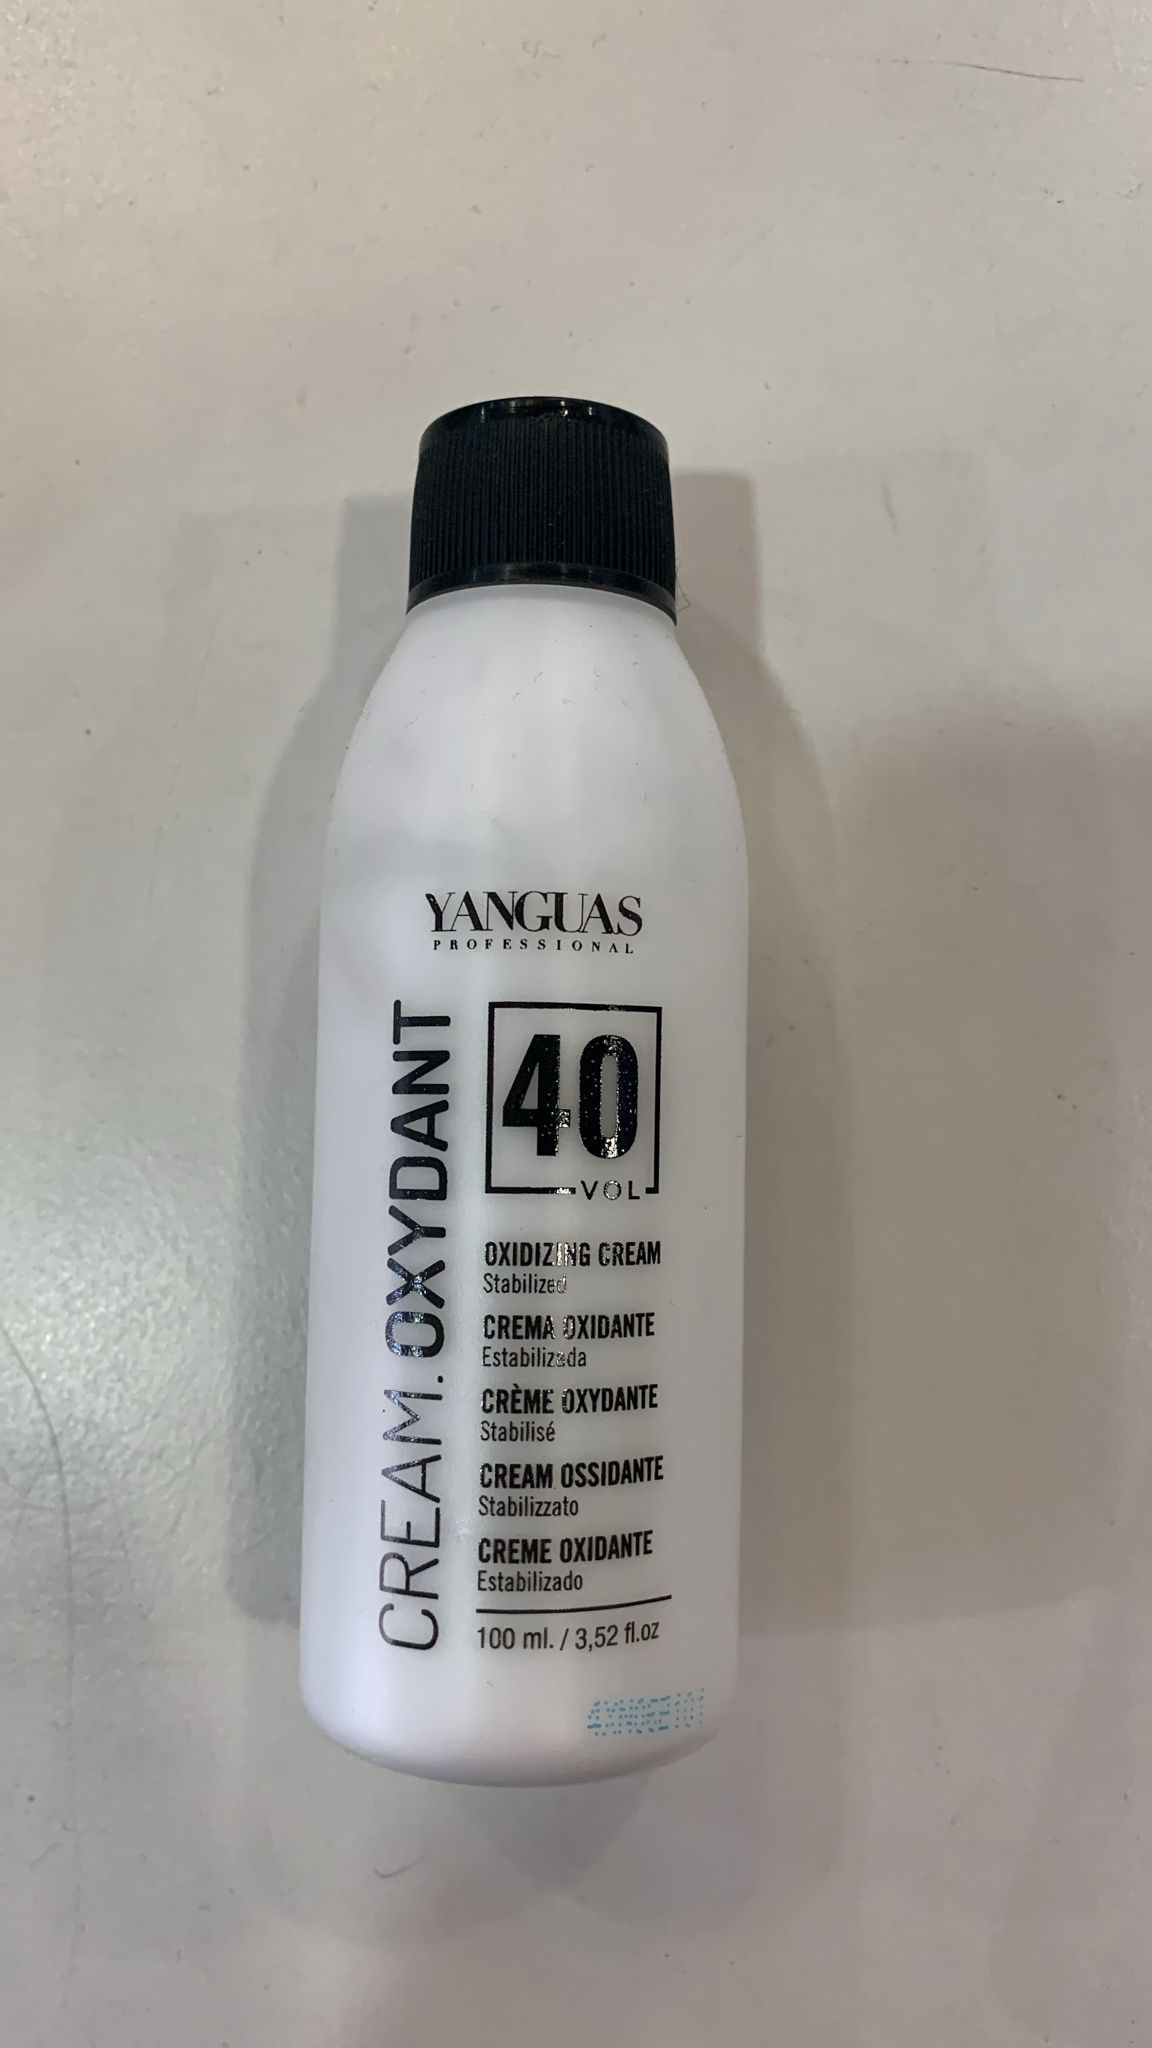 YANGUAS
PROFESSIONAL
CREAM.OXYDANT
40
VOL
OXIDIZING CREAM
Stabilized
CREMA OXIDANTE
Estabilizada
CRÈME OXYDANTE
Stabilisé
CREAM OSSIDANTE
Stabilizzato
CREME OXIDANTE
Estabilizado
100 ml. / 3,52 fl.oz